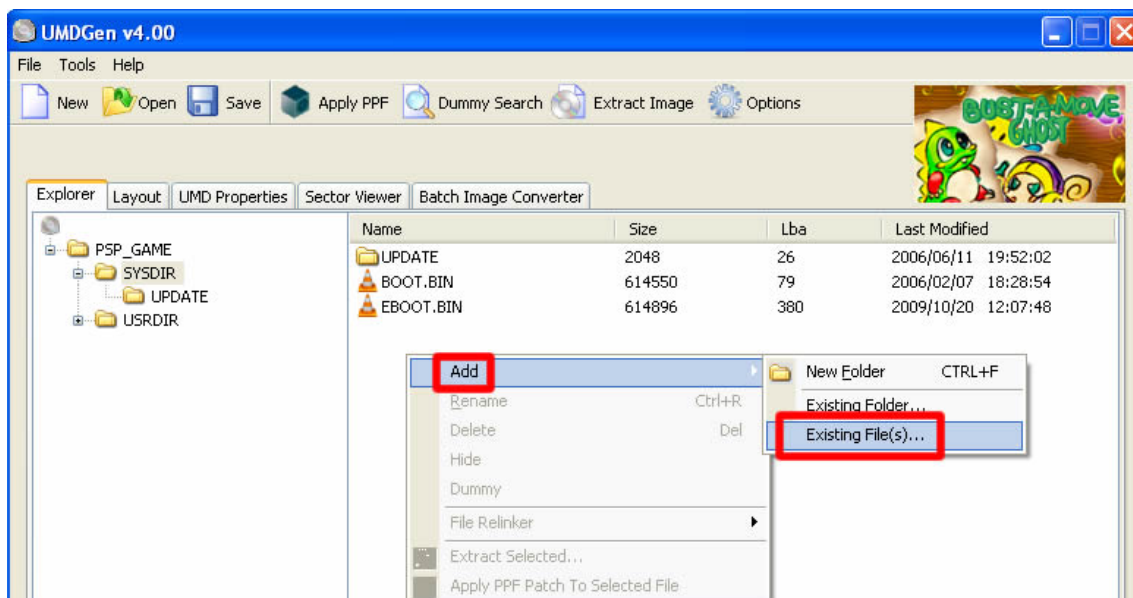 UMDGen v4.00
File Tools Help
New Open Save Apply PPF Dummy Search Extract Image Options
BUST-A-MOVE
GHOST
Explorer Layout UMD Properties Sector Viewer Batch Image Converter
Name Size Lba Last Modified
PSP_GAME
SYSDIR
UPDATE
USRDIR
UPDATE 2048 26 2006/06/11 19:52:02
BOOT.BIN 614550 79 2006/02/07 18:28:54
EBOOT.BIN 614896 380 2009/10/20 12:07:48
Add
Rename Ctrl+R
Delete Del
Hide
Dummy
File Relinker
Extract Selected...
Apply PPF Patch To Selected File
New Folder CTRL+F
Existing Folder...
Existing File(s)...